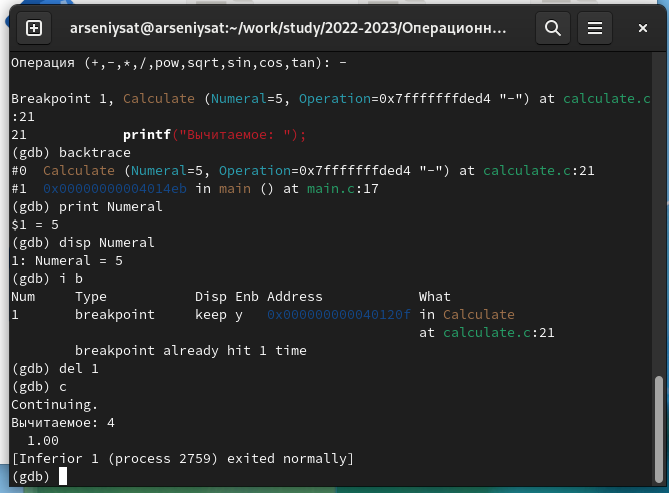 arseniysat@arseniysat:~/work/study/2022-2023/Операционн...
Операция (+,-,*,/,pow,sqrt,sin,cos,tan): -
Breakpoint 1, Calculate (Numeral=5, Operation=0x7fffffffded4 "-") at calculate.c
:21
21          printf("Вычитаемое: ");
(gdb) backtrace
#0  Calculate (Numeral=5, Operation=0x7fffffffded4 "-") at calculate.c:21
#1  0x00000000004014eb in main () at main.c:17
(gdb) print Numeral
$1 = 5
(gdb) disp Numeral
1: Numeral = 5
(gdb) i b
Num     Type           Disp Enb Address            What
1       breakpoint     keep y   0x000000000040120f in Calculate
                                                   at calculate.c:21
        breakpoint already hit 1 time
(gdb) del 1
(gdb) c
Continuing.
Вычитаемое: 4
  1.00
[Inferior 1 (process 2759) exited normally]
(gdb)